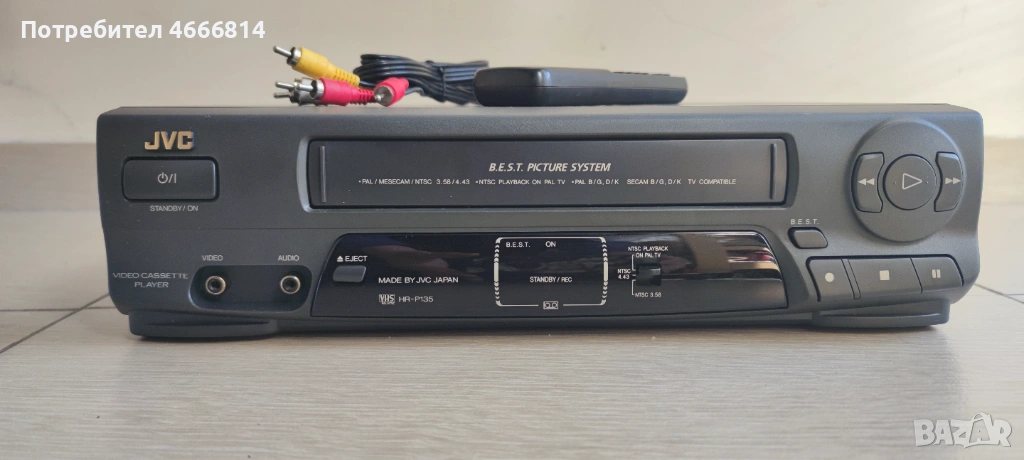 Потребител 4666814
JVC
⏻/I
STANDBY/ON
B.E.S.T. PICTURE SYSTEM
•PAL/MESECAM/NTSC 3.58/4.43 •NTSC PLAYBACK ON PAL TV •PAL B/G, D/K SECAM B/G, D/K TV COMPATIBLE
B.E.S.T.
VIDEO CASSETTE
PLAYER
VIDEO
AUDIO
▲EJECT
MADE BY JVC JAPAN
VHS HR-P135
B.E.S.T. ON
STANDBY/REC
NTSC PLAYBACK
ON PAL TV
NTSC
4.43
NTSC 3.58
BAZAR